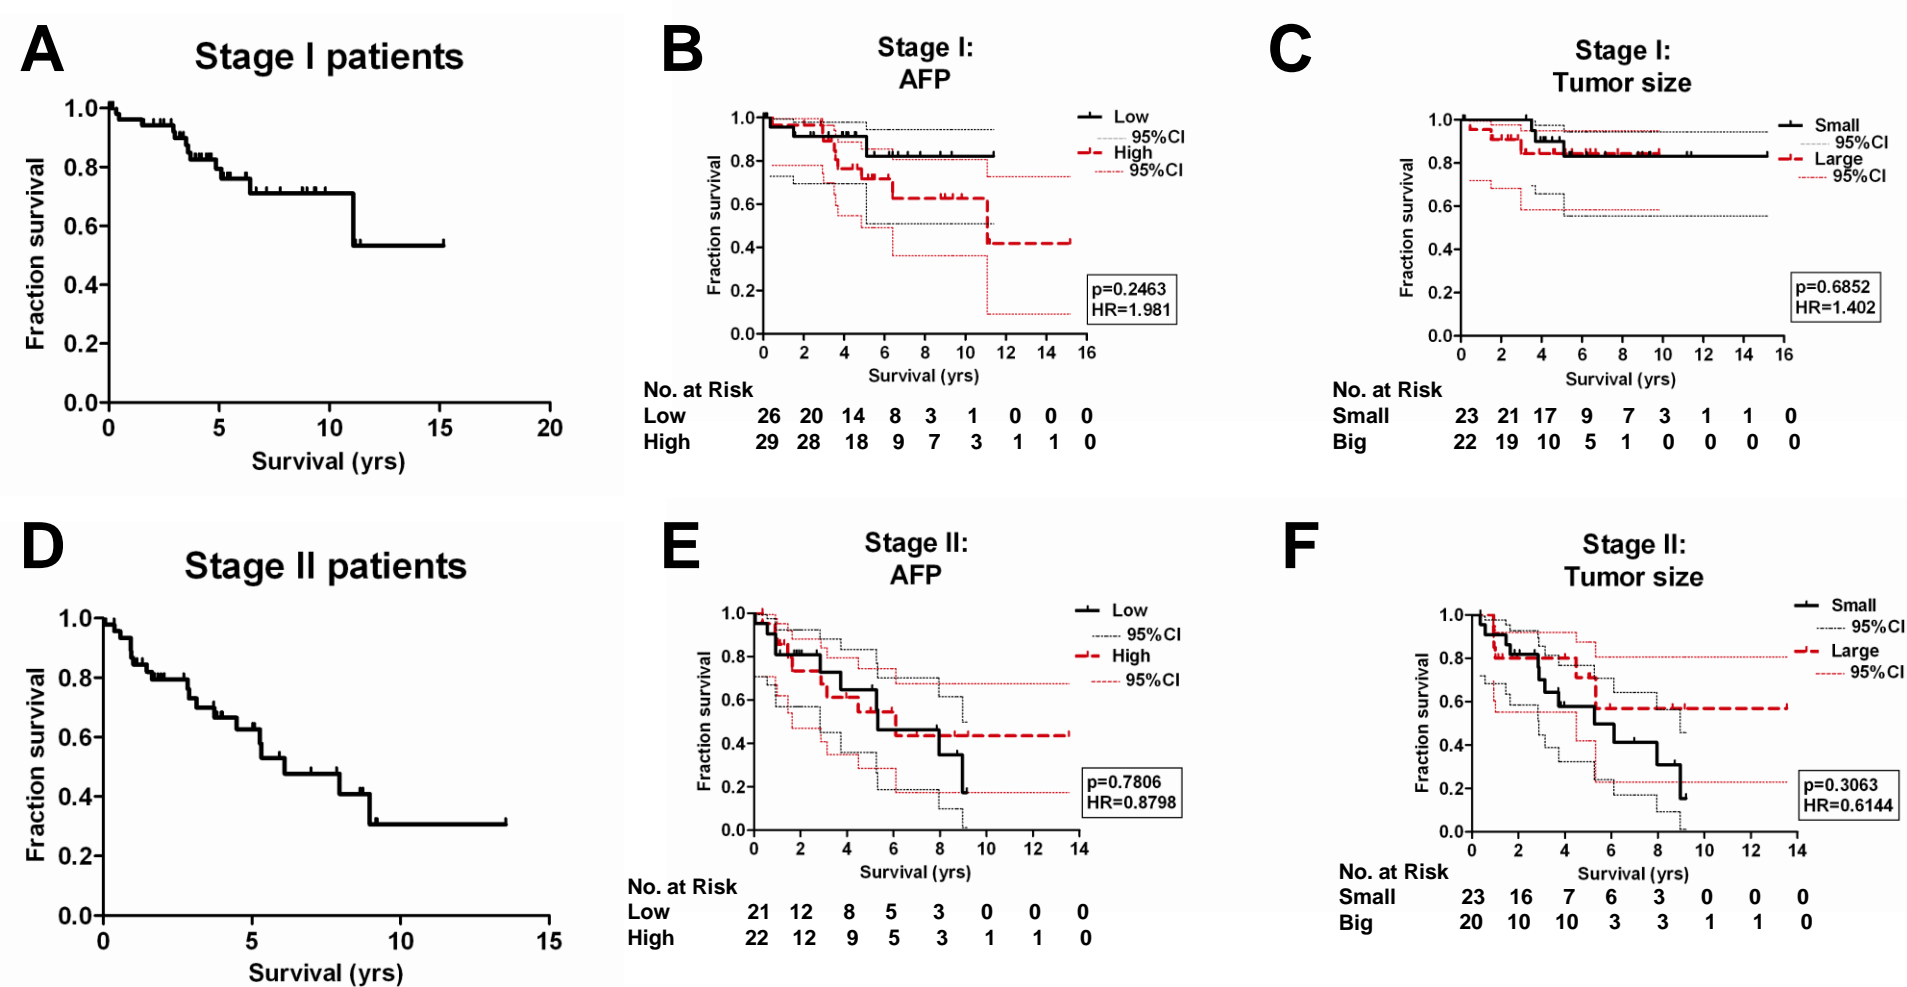 A
Stage I patients
Fraction survival
1.0
0.8
0.6
0.4
0.2
0.0
0 5 10 15 20
Survival (yrs)
B
Stage I:
AFP
Fraction survival
1.0
0.8
0.6
0.4
0.2
0.0
0 2 4 6 8 10 12 14 16
Survival (yrs)
Low
95%CI
High
95%CI
p=0.2463
HR=1.981
No. at Risk
Low 26 20 14 8 3 1 0 0 0
High 29 28 18 9 7 3 1 1 0
C
Stage I:
Tumor size
Fraction survival
1.0
0.8
0.6
0.4
0.2
0.0
0 2 4 6 8 10 12 14 16
Survival (yrs)
Small
95%CI
Large
95%CI
p=0.6852
HR=1.402
No. at Risk
Small 23 21 17 9 7 3 1 1 0
Big 22 19 10 5 1 0 0 0 0
D
Stage II patients
Fraction survival
1.0
0.8
0.6
0.4
0.2
0.0
0 5 10 15
Survival (yrs)
E
Stage II:
AFP
Fraction survival
1.0
0.8
0.6
0.4
0.2
0.0
0 2 4 6 8 10 12 14
Survival (yrs)
Low
95%CI
High
95%CI
p=0.7806
HR=0.8798
No. at Risk
Low 21 12 8 5 3 0 0 0
High 22 12 9 5 3 1 1 0
F
Stage II:
Tumor size
Fraction survival
1.0
0.8
0.6
0.4
0.2
0.0
0 2 4 6 8 10 12 14
Survival (yrs)
Small
95%CI
Large
95%CI
p=0.3063
HR=0.6144
No. at Risk
Small 23 16 7 6 3 0 0 0
Big 20 10 10 3 3 1 1 0